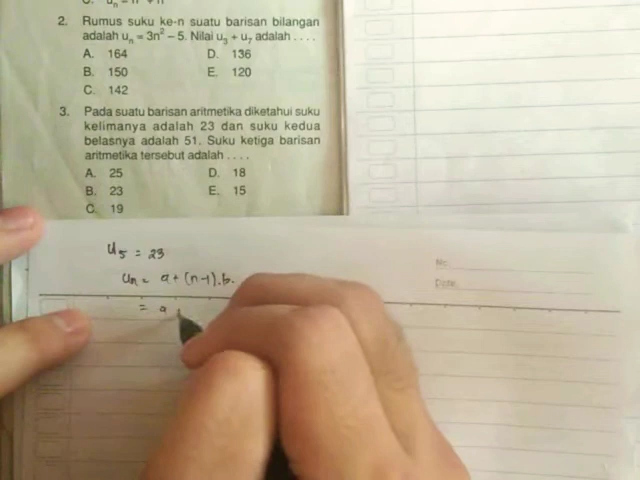 2. Rumus suku ke-n suatu barisan bilangan
adalah uₙ = 3n² – 5. Nilai u₃ + u₇ adalah . . . .
A. 164 D. 136
B. 150 E. 120
C. 142
3. Pada suatu barisan aritmetika diketahui suku
kelimanya adalah 23 dan suku kedua
belasnya adalah 51. Suku ketiga barisan
aritmetika tersebut adalah . . . .
A. 25 D. 18
B. 23 E. 15
C. 19
U₅ = 23
Uₙ = a + (n-1).b.
= a
No.
Date.